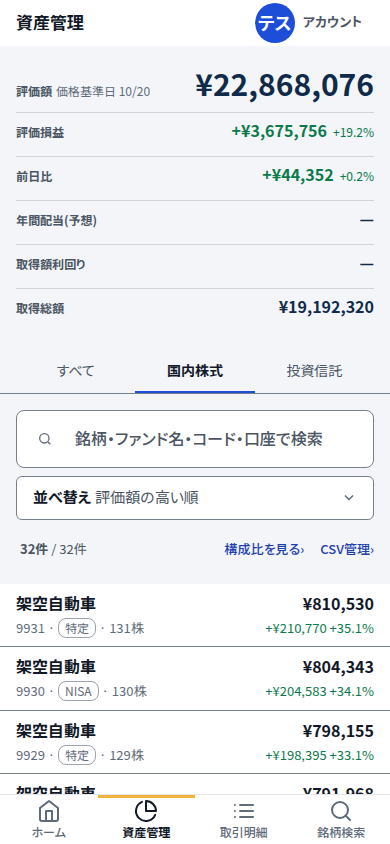 資産管理
テス アカウント
評価額 価格基準日 10/20 ¥22,868,076
評価損益 +¥3,675,756 +19.2%
前日比 +¥44,352 +0.2%
年間配当(予想) —
取得額利回り —
取得総額 ¥19,192,320
すべて 国内株式 投資信託
銘柄・ファンド名・コード・口座で検索
並べ替え 評価額の高い順
32件 / 32件 構成比を見る› CSV管理›
架空自動車 ¥810,530
9931 · 特定 · 131株 +¥210,770 +35.1%
架空自動車 ¥804,343
9930 · NISA · 130株 +¥204,583 +34.1%
架空自動車 ¥798,155
9929 · 特定 · 129株 +¥198,395 +33.1%
架空自動車 ¥791,968
ホーム 資産管理 取引明細 銘柄検索